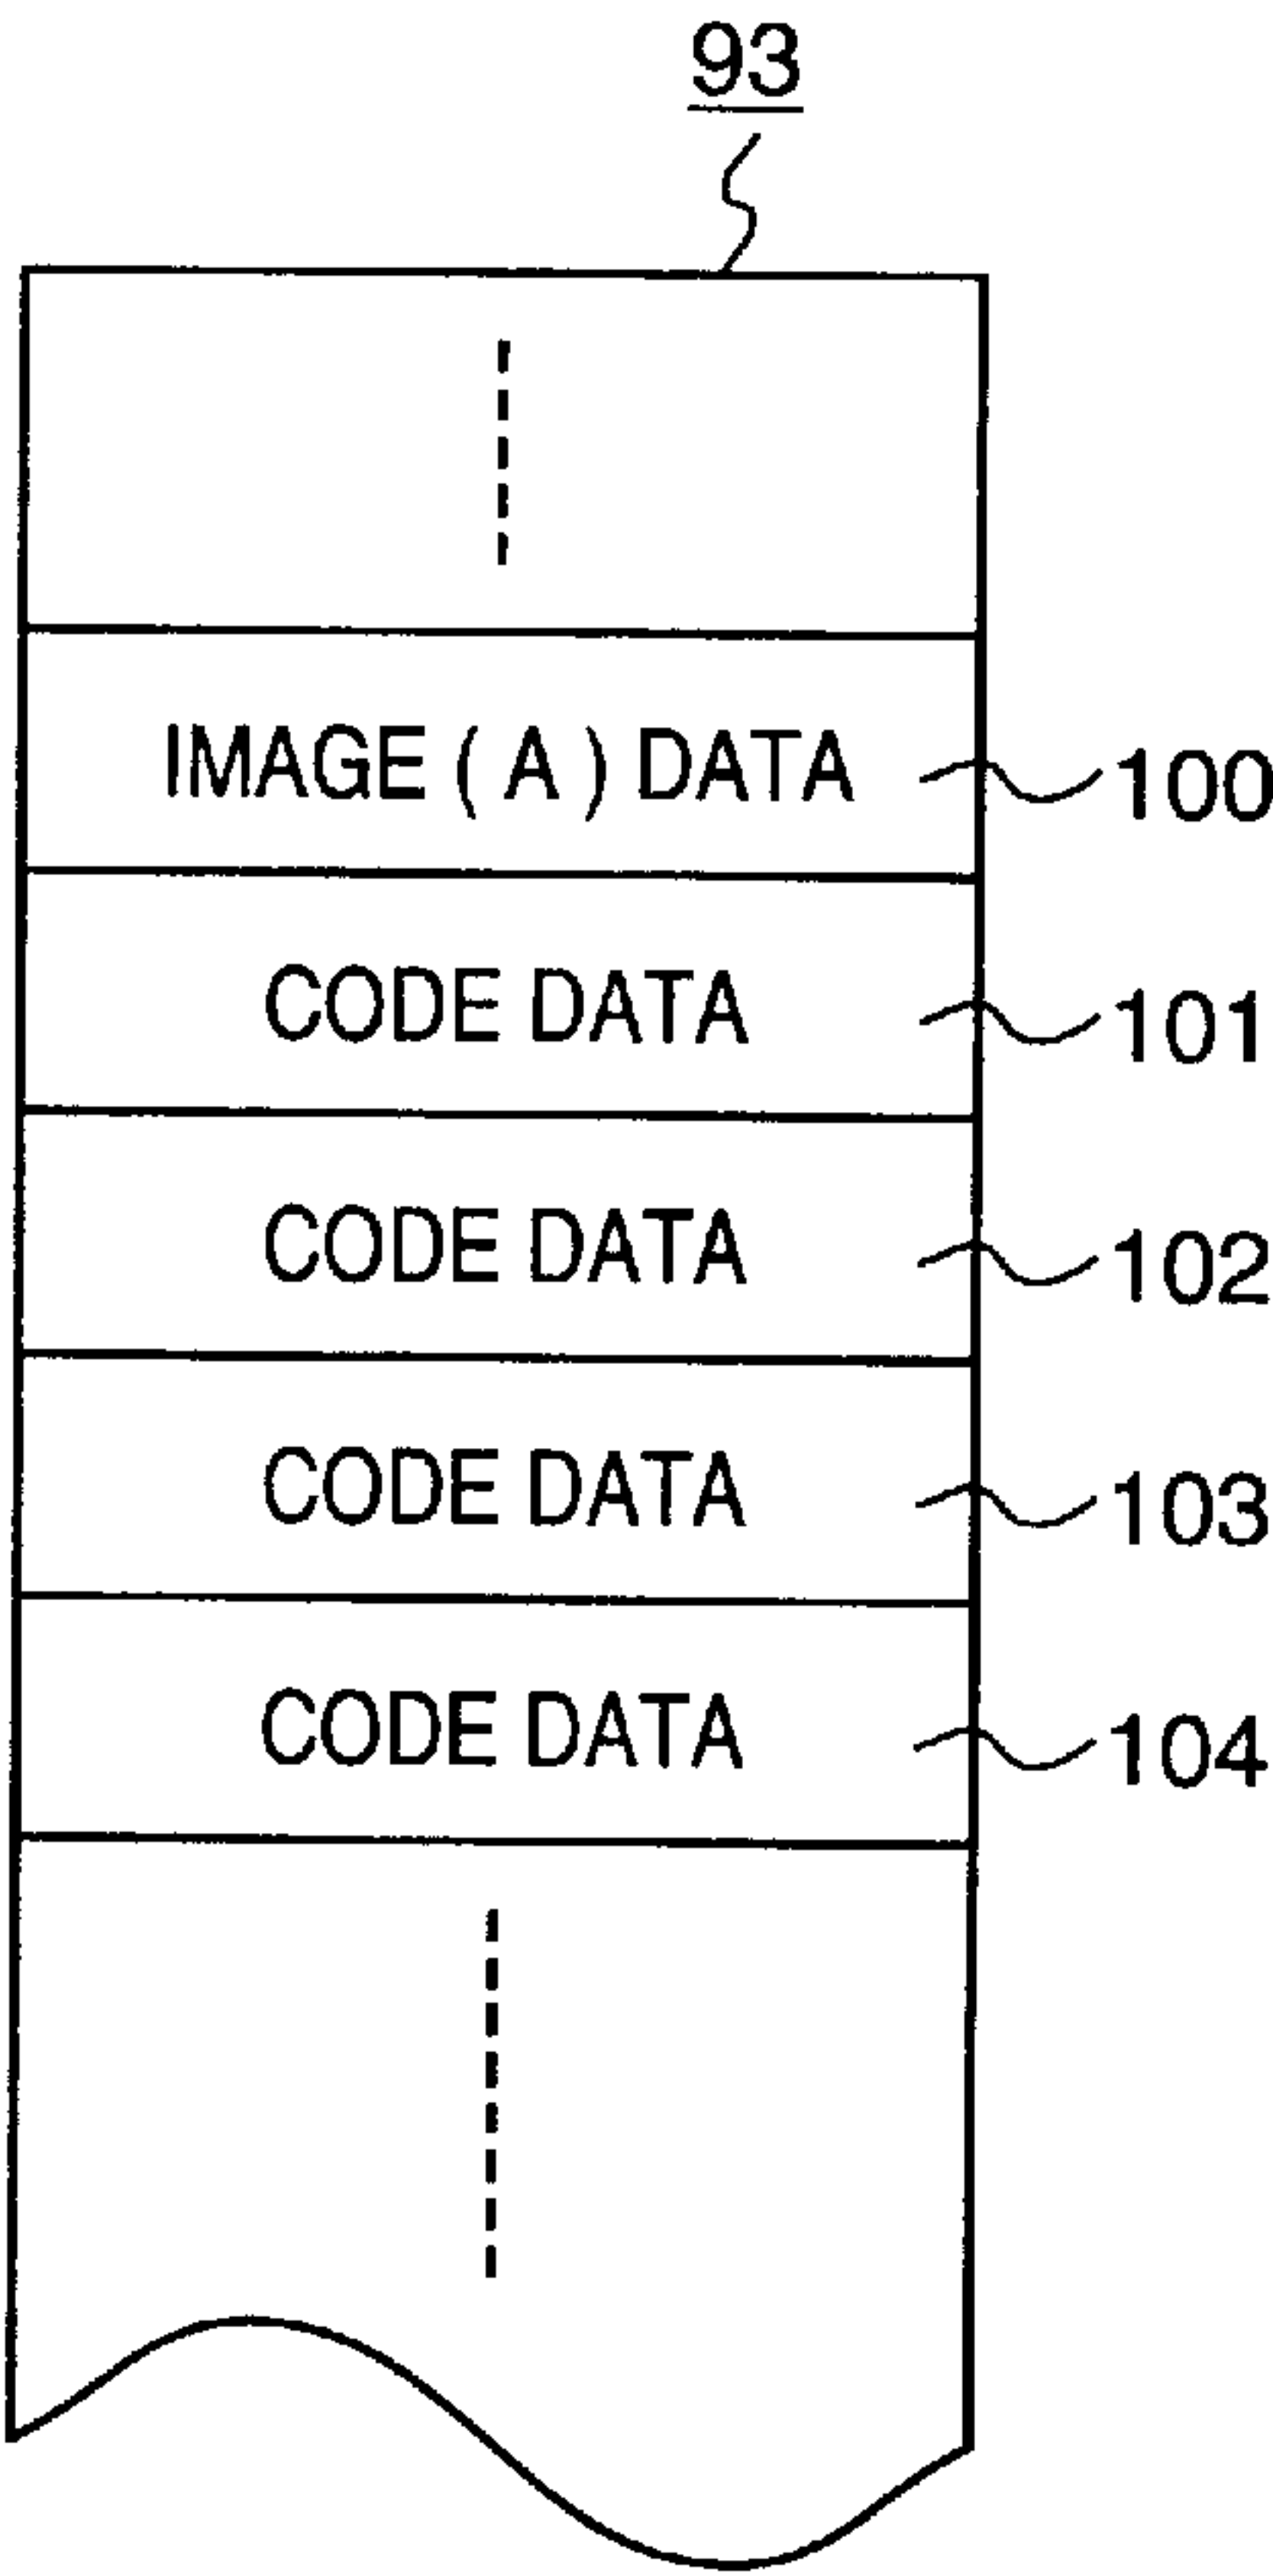 93
IMAGE ( A ) DATA 100
CODE DATA 101
CODE DATA 102
CODE DATA 103
CODE DATA 104